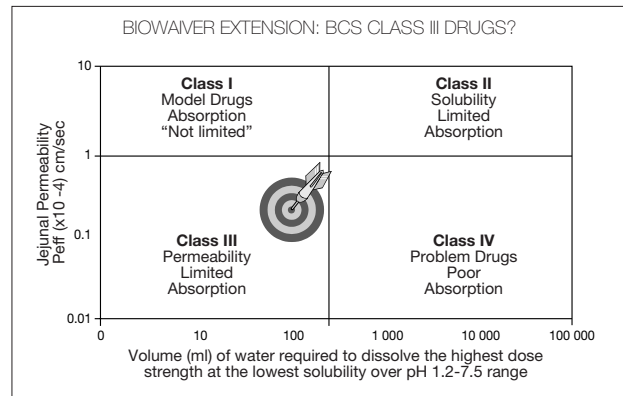 BIOWAIVER EXTENSION: BCS CLASS III DRUGS?
Jejunal Permeability
Peff (x10 -4) cm/sec
10
1
0.1
0.01
Class I
Model Drugs
Absorption
“Not limited”
Class II
Solubility
Limited
Absorption
Class III
Permeability
Limited
Absorption
Class IV
Problem Drugs
Poor
Absorption
0 10 100 1 000 10 000 100 000
Volume (ml) of water required to dissolve the highest dose
strength at the lowest solubility over pH 1.2-7.5 range